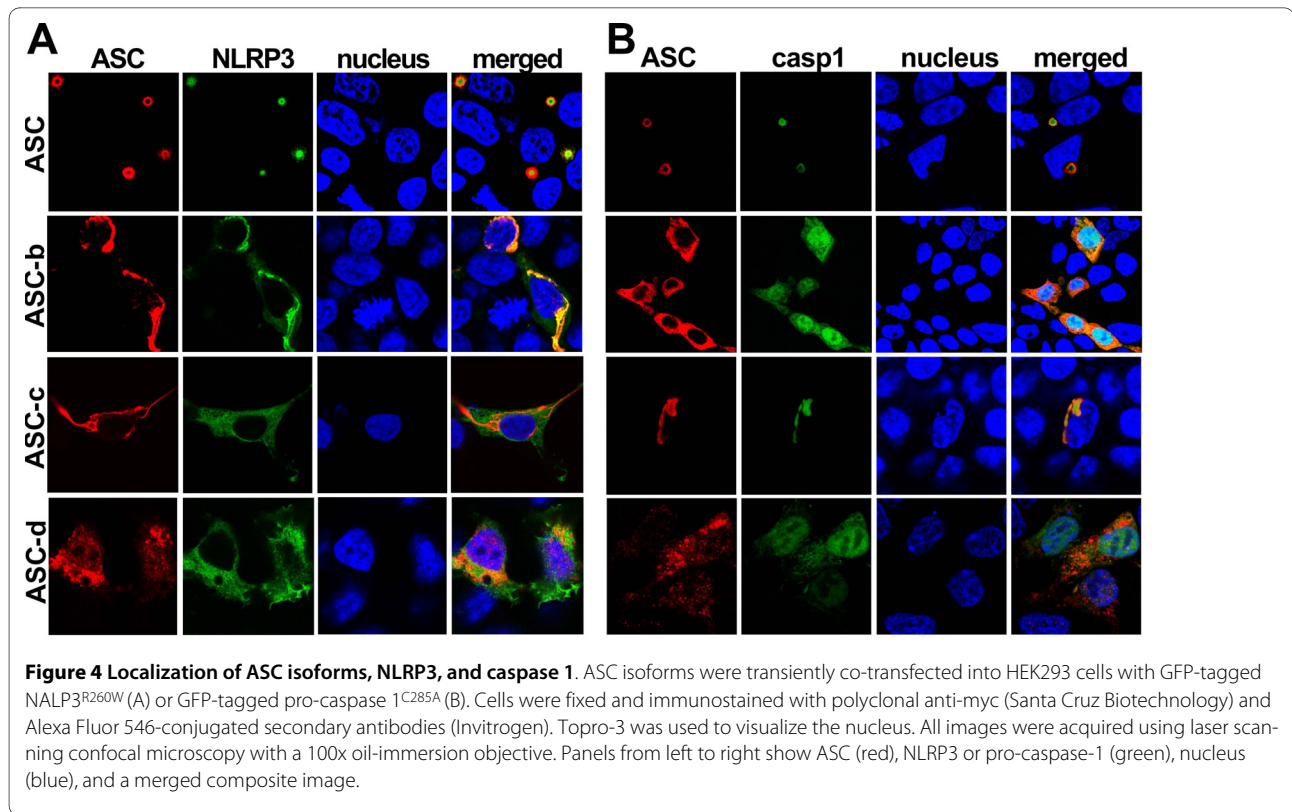 A
ASC NLRP3 nucleus merged
B
ASC casp1 nucleus merged
ASC
ASC-b
ASC-c
ASC-d
Figure 4 Localization of ASC isoforms, NLRP3, and caspase 1. ASC isoforms were transiently co-transfected into HEK293 cells with GFP-tagged
NALP3R260W (A) or GFP-tagged pro-caspase 1C285A (B). Cells were fixed and immunostained with polyclonal anti-myc (Santa Cruz Biotechnology) and
Alexa Fluor 546-conjugated secondary antibodies (Invitrogen). Topro-3 was used to visualize the nucleus. All images were acquired using laser scan-
ning confocal microscopy with a 100x oil-immersion objective. Panels from left to right show ASC (red), NLRP3 or pro-caspase-1 (green), nucleus
(blue), and a merged composite image.